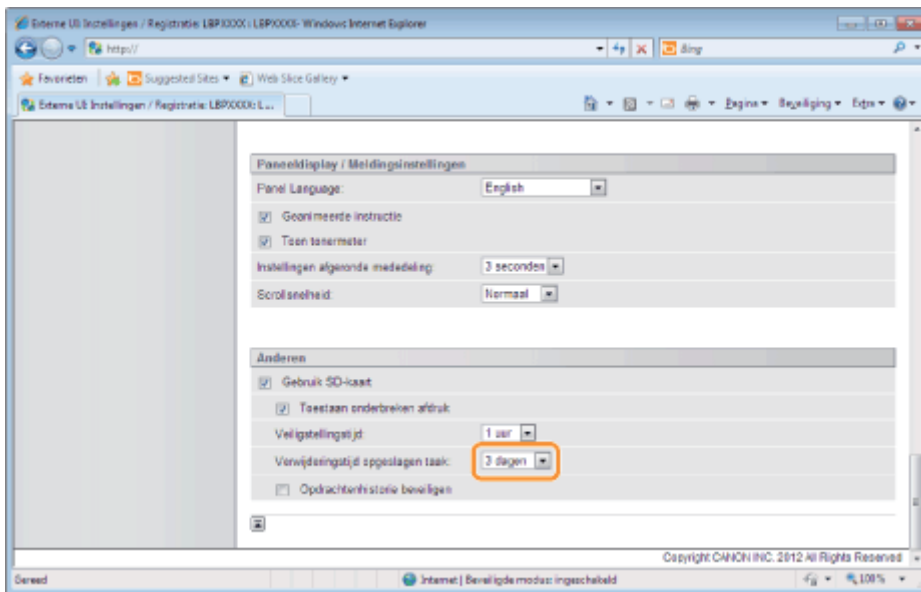 Externe UI: Instellingen / Registratie: LBPXXXX : LBPXXXX- Windows Internet Explorer
http:// Bing
Favorieten Suggested Sites Web Slice Gallery
Externe UI: Instellingen / Registratie: LBPXXXX: L... Pagina Beveiliging Extra
Paneeldisplay / Meldingsinstellingen
Panel Language: English
Geanimeerde instructie
Toon tonermeter
Instellingen afgeronde mededeling: 3 seconden
Scrollsnelheid: Normaal
Anderen
Gebruik SD-kaart
Toestaan onderbreken afdruk
Veiligstellingstijd: 1 uur
Verwijderingstijd opgeslagen taak: 3 dagen
Opdrachtenhistorie beveiligen
Copyright CANON INC. 2012 All Rights Reserved
Gereed Internet | Beveiligde modus: ingeschakeld 100%